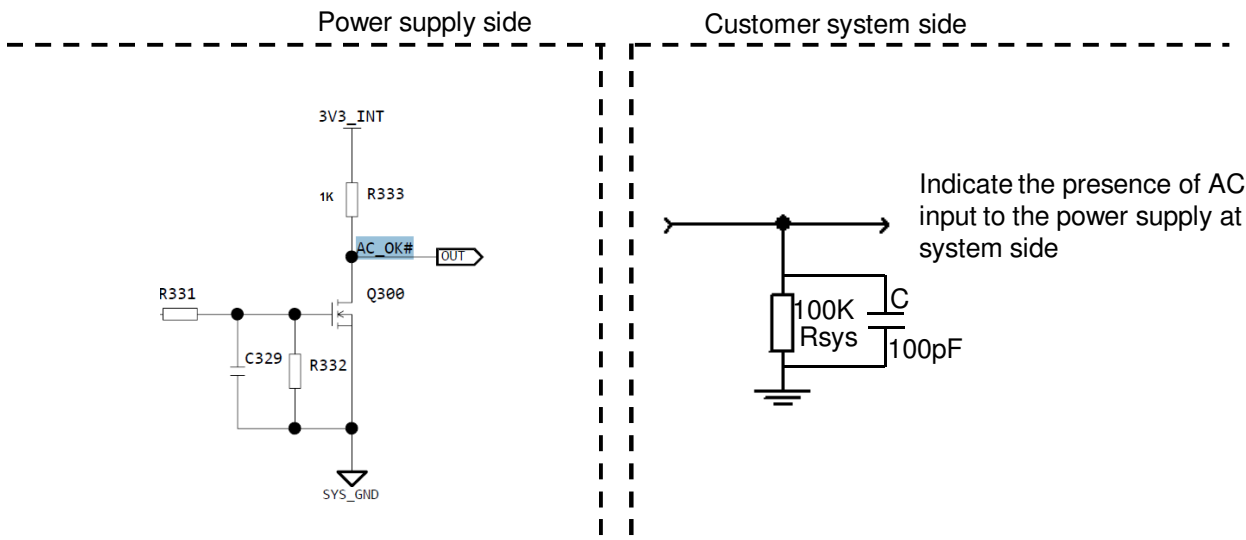 Power supply side
Customer system side
3V3_INT
1K
R333
AC_OK#
OUT
R331
Q300
C329
R332
SYS_GND
Indicate the presence of AC
input to the power supply at
system side
100K
Rsys
C
100pF